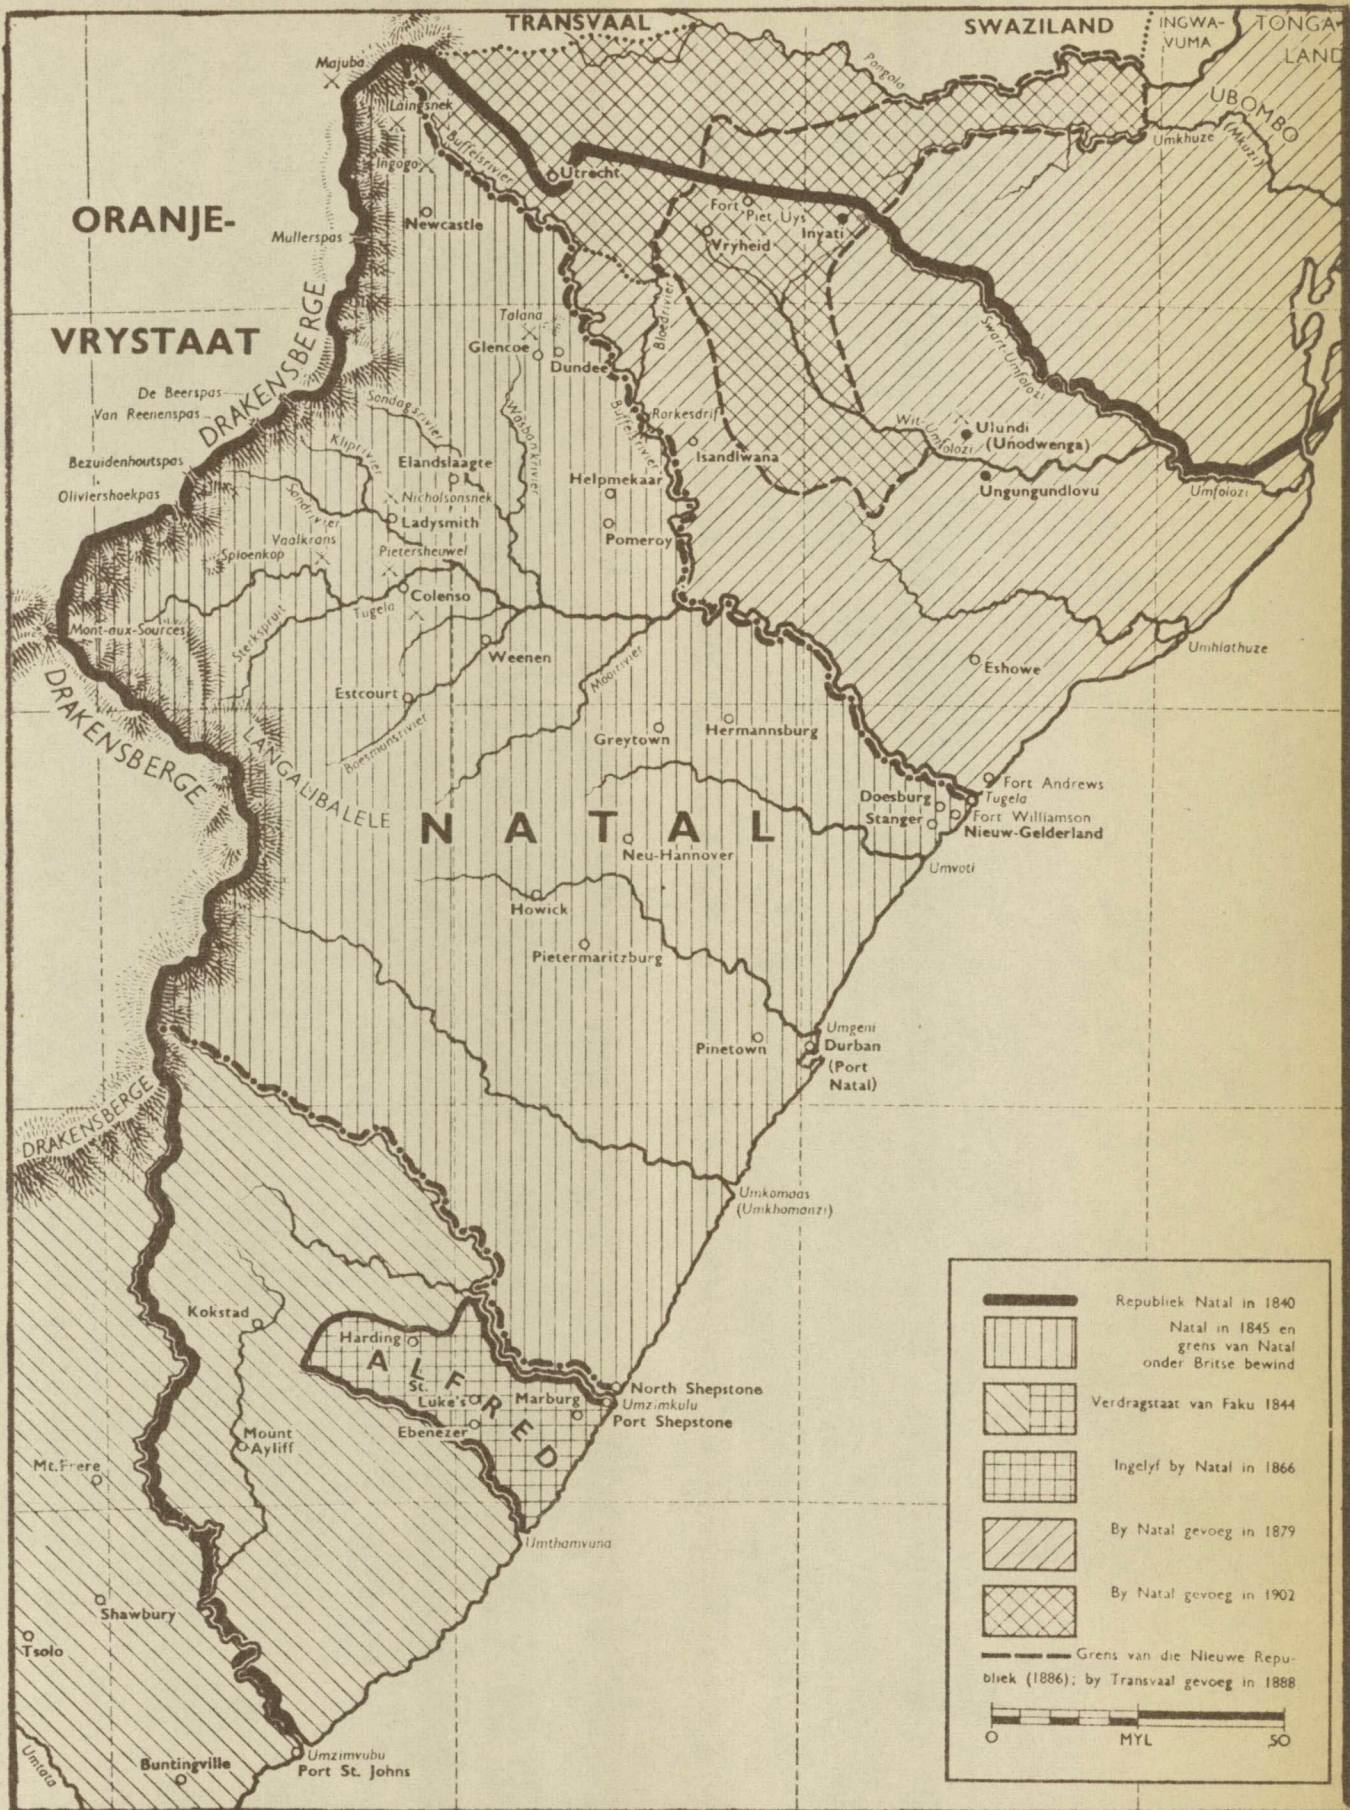 TRANSVAAL
SWAZILAND
INGWA-
VUMA
TONGA-
LAND
Majuba
Pongola
Laingsnek
UBOMBO
Umkhuze
(Mkuzi)
Buffelsrivier
Ingogo
Utrecht
ORANJE-
VRYSTAAT
Newcastle
Mullerspas
Fort
Piet Uys
Inyati
Vryheid
DRAKENSBERGE
Talana
Glencoe
Dundee
Bloedrivier
Swart-Umfolozi
De Beerspas
Van Reenenspas
Sondagsrivier
Wasbankrivier
Buffelsrivier
Rorkesdrif
Isandlwana
Wit-Umfolozi
Ulundi
(Unodwenga)
Ungungundlovu
Umfolozi
Kliprivier
Bezuidenhoutspas
Oliviershoekpas
Elandslaagte
Nicholsonsnek
Helpmekaar
Sandrivier
Ladysmith
Pomeroy
Vaalkrans
Spioenkop
Pietersheuwel
Colenso
Tugela
Mont-aux-Sources
Sterkspruit
Weenen
Umhlathuze
Eshowe
Mooirivier
Estcourt
Boesmansrivier
DRAKENSBERGE
LANGALIBALELE
Greytown
Hermannsburg
Fort Andrews
Tugela
Doesburg
Fort Williamson
Stanger
Nieuw-Gelderland
NATAL
Neu-Hannover
Umvoti
Howick
Pietermaritzburg
Pinetown
Umgeni
Durban
(Port
Natal)
DRAKENSBERGE
Umkomaas
(Umkhomanzi)
Kokstad
Harding
ALFRED
St.
Luke's
Marburg
Ebenezer
North Shepstone
Umzimkulu
Port Shepstone
Mount
Ayliff
Mt. Frere
Umthamvuna
Shawbury
Tsolo
Umtata
Buntingville
Umzimvubu
Port St. Johns
Republiek Natal in 1840
Natal in 1845 en
grens van Natal
onder Britse bewind
Verdragstaat van Faku 1844
Ingelyf by Natal in 1866
By Natal gevoeg in 1879
By Natal gevoeg in 1902
Grens van die Nieuwe Repu-
bliek (1886); by Transvaal gevoeg in 1888
0 MYL 50